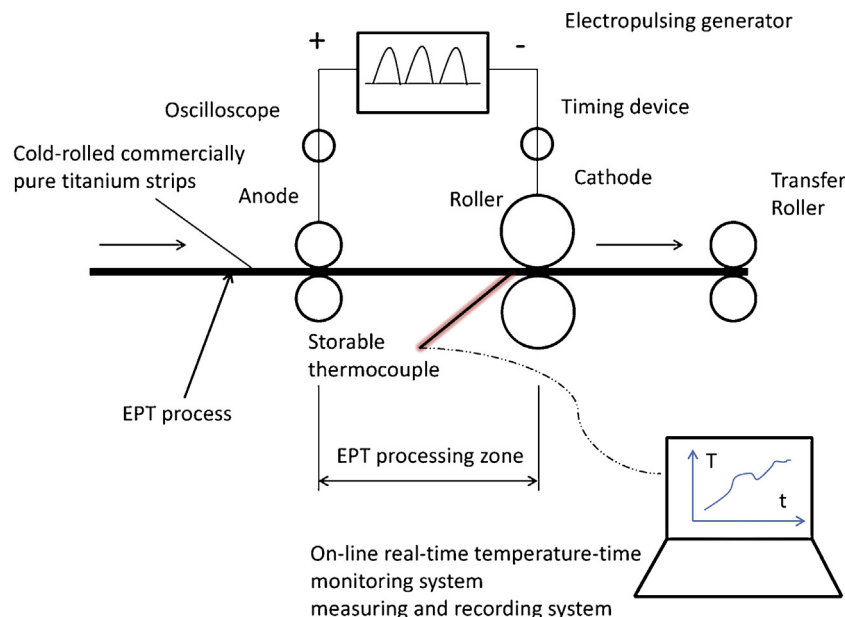 Electropulsing generator
+
-
Oscilloscope
Timing device
Cold-rolled commercially
pure titanium strips
Anode
Roller
Cathode
Transfer
Roller
Storable
thermocouple
EPT process
EPT processing zone
T
t
On-line real-time temperature-time
monitoring system
measuring and recording system